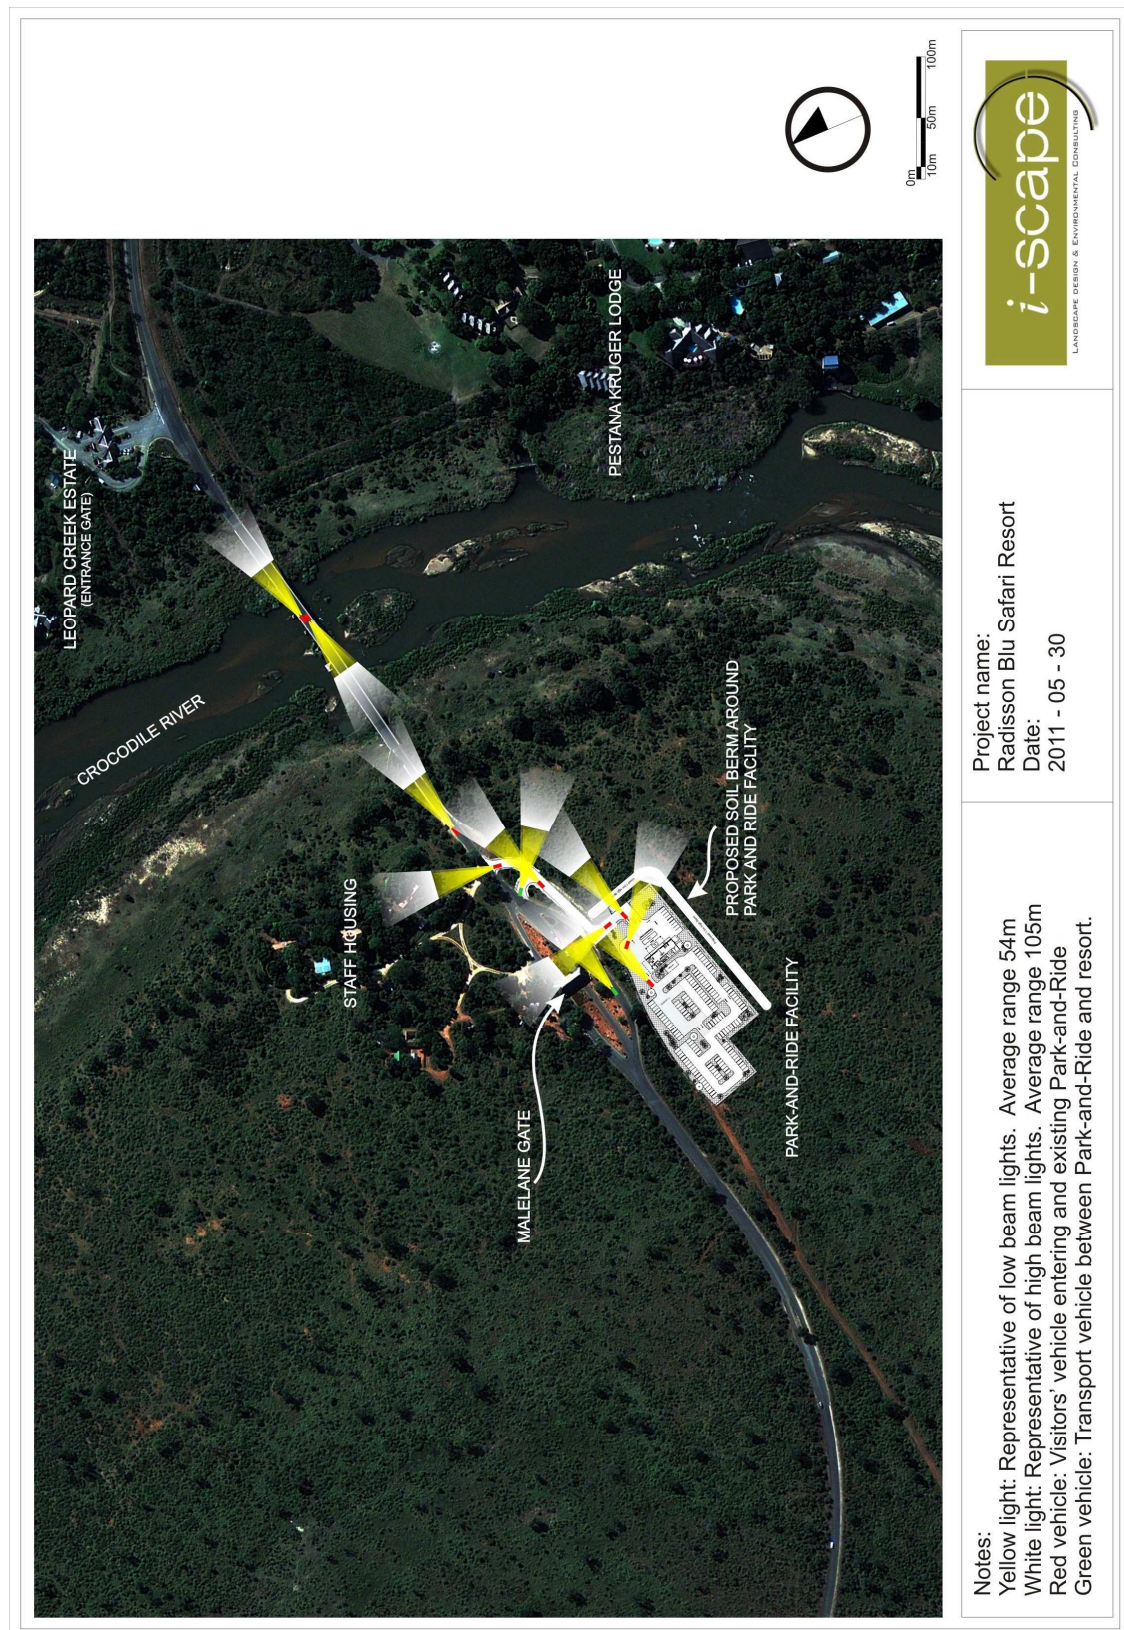 LEOPARD CREEK ESTATE
(ENTRANCE GATE)
CROCODILE RIVER
PESTANA KRUGER LODGE
STAFF HOUSING
MALELANE GATE
PROPOSED SOIL BERM AROUND
PARK AND RIDE FACLITY
PARK-AND-RIDE FACILITY
0m
10m
50m
100m
Notes:
Yellow light: Representative of low beam lights. Average range 54m
White light: Representative of high beam lights. Average range 105m
Red vehicle: Visitors' vehicle entering and existing Park-and-Ride
Green vehicle: Transport vehicle between Park-and-Ride and resort.
Project name:
Radisson Blu Safari Resort
Date:
2011 - 05 - 30
i-scape
LANDSCAPE DESIGN & ENVIRONMENTAL CONSULTING